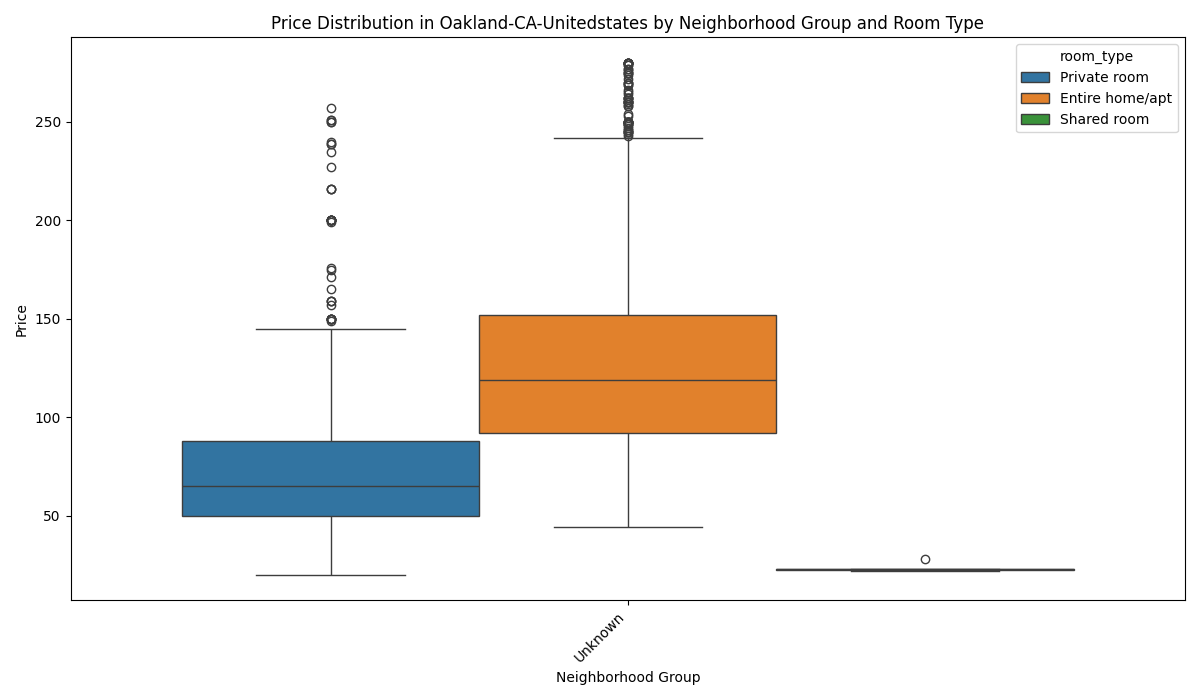 Price Distribution in Oakland-CA-Unitedstates by Neighborhood Group and Room Type
room_type
Private room
Entire home/apt
Shared room
250
200
150
100
50
Price
Unknown
Neighborhood Group